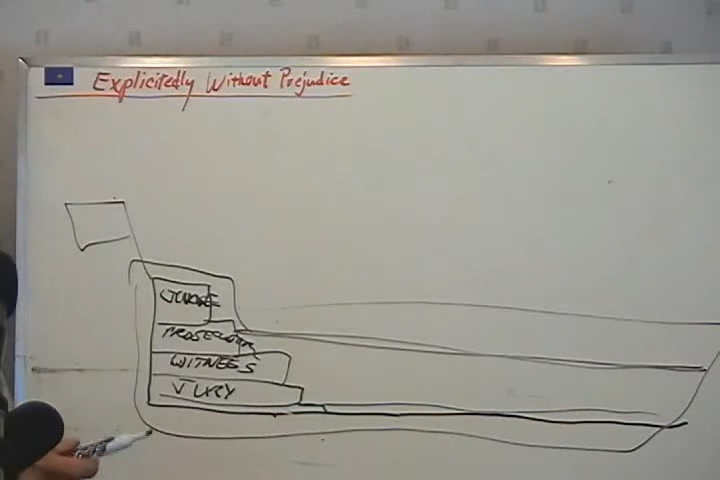 Explicitedly Without Prejudice
JUDGE
PROSECUTOR
WITNESS
JURY